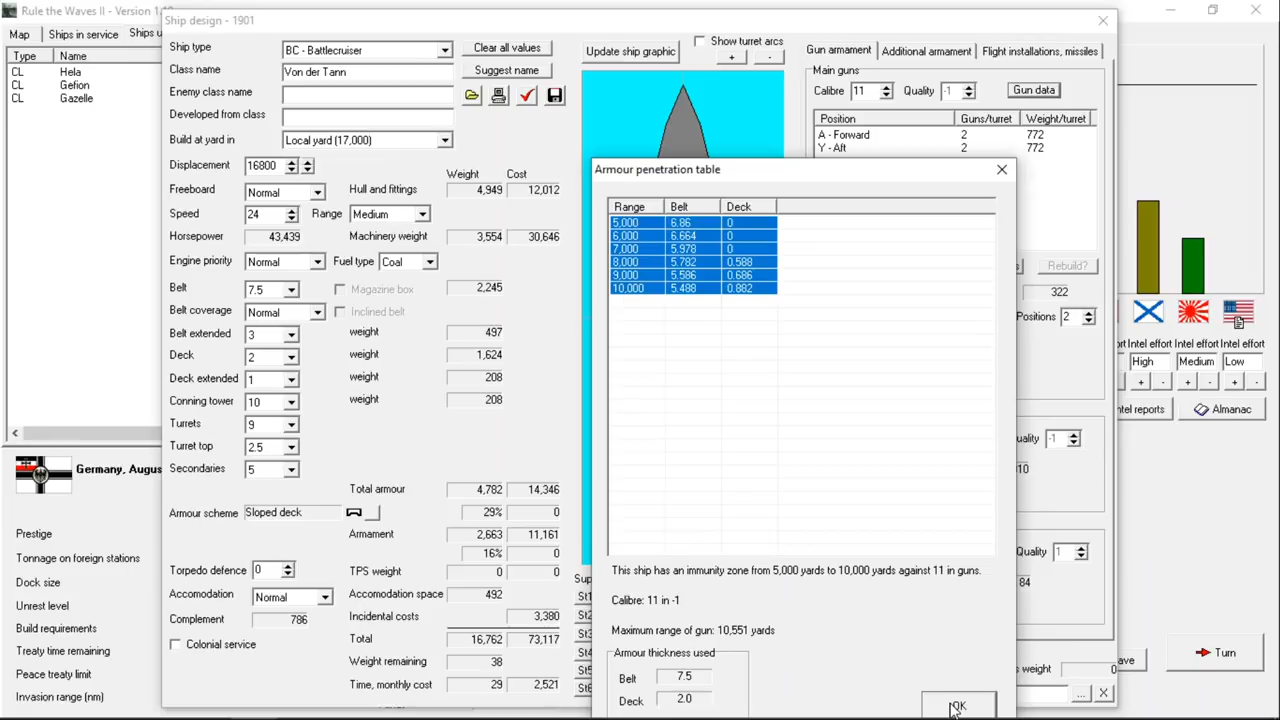 Rule the Waves II - Version 1.
Map
Ships in service
Ships u
Type Name
CL Hela
CL Gefion
CL Gazelle
Germany, Augus
Prestige
Tonnage on foreign stations
Dock size
Unrest level
Build requirements
Treaty time remaining
Peace treaty limit
Invasion range (nm)
Ship design - 1901
Ship type BC - Battlecruiser Clear all values
Class name Von der Tann Suggest name
Enemy class name
Developed from class
Build at yard in Local yard (17,000)
Displacement 16800
Weight Cost
Freeboard Normal Hull and fittings 4,949 12,012
Speed 24 Range Medium
Horsepower 43,439 Machinery weight 3,554 30,646
Engine priority Normal Fuel type Coal
Belt 7.5 Magazine box 2,245
Belt coverage Normal Inclined belt
Belt extended 3 weight 497
Deck 2 weight 1,624
Deck extended 1 weight 208
Conning tower 10 weight 208
Turrets 9
Turret top 2.5
Secondaries 5
Total armour 4,782 14,346
Armour scheme Sloped deck 29% 0
Armament 2,663 11,161
16% 0
Torpedo defence 0 TPS weight 0 0
Accomodation Normal Accomodation space 492
Complement 786 Incidental costs 3,380
Colonial service Total 16,762 73,117
Weight remaining 38
Time, monthly cost 29 2,521
Update ship graphic
Show turret arcs
+ -
Su
St1
St2
St3
St4
St5
St6
Gun armament
Additional armament
Flight installations, missiles
Main guns
Calibre 11 Quality -1 Gun data
Position Guns/turret Weight/turret
A - Forward 2 772
Y - Aft 2 772
s
Rebuild?
322
Positions 2
uality -1
10
Quality 1
84
ave
s weight 0
...
Armour penetration table
Range Belt Deck
5,000 6.86 0
6,000 6.664 0
7,000 5.978 0
8,000 5.782 0.588
9,000 5.586 0.686
10,000 5.488 0.882
This ship has an immunity zone from 5,000 yards to 10,000 yards against 11 in guns.
Calibre: 11 in -1
Maximum range of gun: 10,551 yards
Armour thickness used
Belt 7.5
Deck 2.0
OK
ort Intel effort Intel effort Intel effort
High Medium Low
+ - + - + -
ntel reports
Almanac
Turn